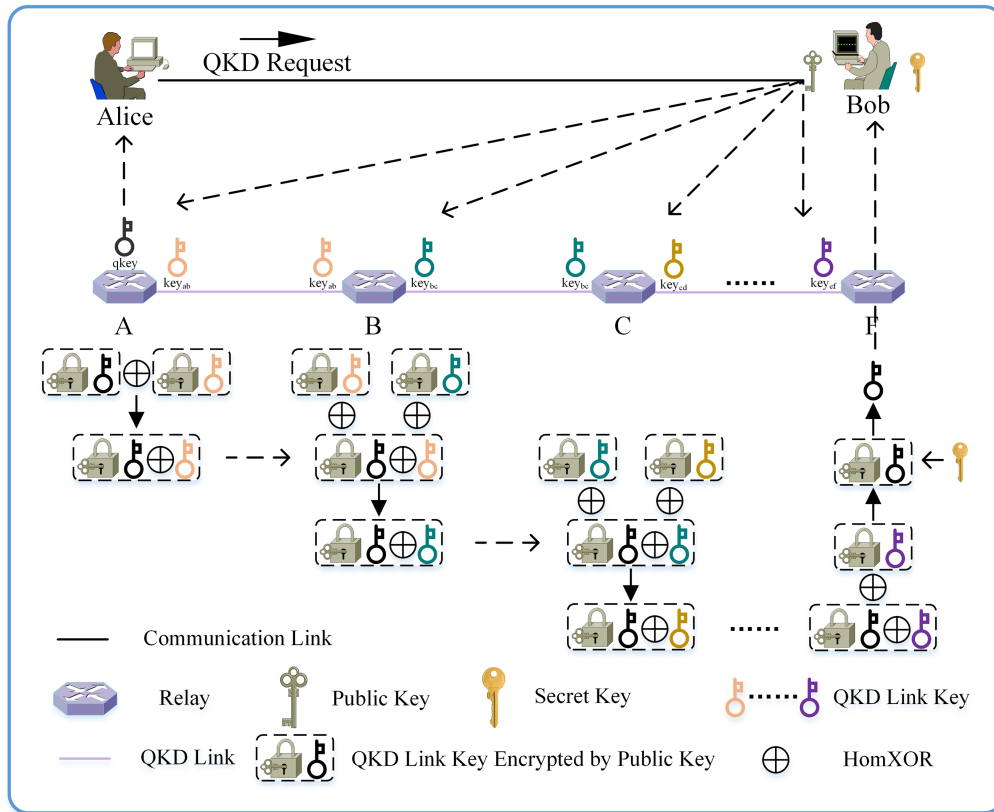 QKD Request
Alice
Bob
qkey
key_ab
key_ab
key_bc
key_bc
key_cd
......
key_ef
A
B
C
F
......
Communication Link
Relay
Public Key
Secret Key
...... QKD Link Key
QKD Link
QKD Link Key Encrypted by Public Key
HomXOR